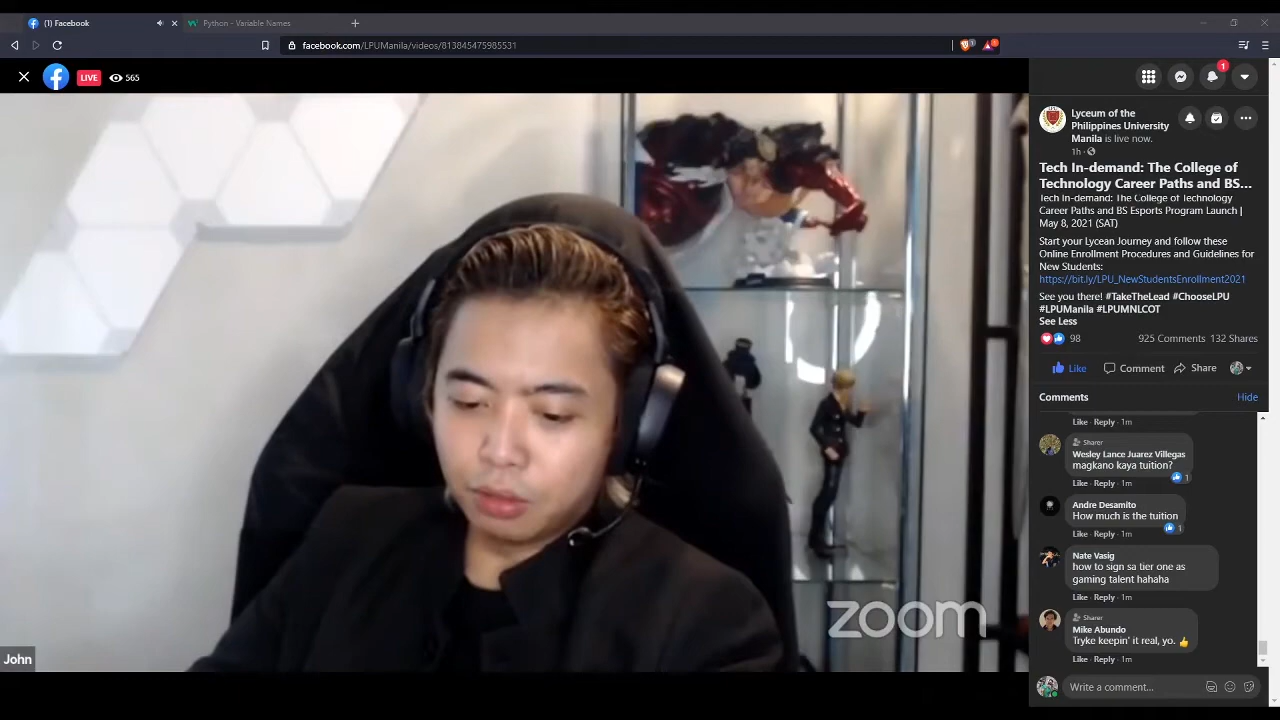 (1) Facebook
Python - Variable Names
facebook.com/LPUManila/videos/813845475985531
LIVE
565
1
Lyceum of the
Philippines University
Manila is live now.
1h ·
Tech In-demand: The College of
Technology Career Paths and BS...
Tech In-demand: The College of Technology
Career Paths and BS Esports Program Launch |
May 8, 2021 (SAT)
Start your Lycean Journey and follow these
Online Enrollment Procedures and Guidelines for
New Students:
https://bit.ly/LPU_NewStudentsEnrollment2021
See you there! #TakeTheLead #ChooseLPU
#LPUManila #LPUMNLCOT
See Less
98
925 Comments 132 Shares
Like
Comment
Share
Comments
Hide
Like · Reply · 1m
Sharer
Wesley Lance Juarez Villegas
magkano kaya tuition?
1
Like · Reply · 1m
Andre Desamito
How much is the tuition
1
Like · Reply · 1m
Nate Vasig
how to sign sa tier one as
gaming talent hahaha
Like · Reply · 1m
Sharer
Mike Abundo
Tryke keepin' it real, yo. 👍
Like · Reply · 1m
Write a comment...
zoom
John